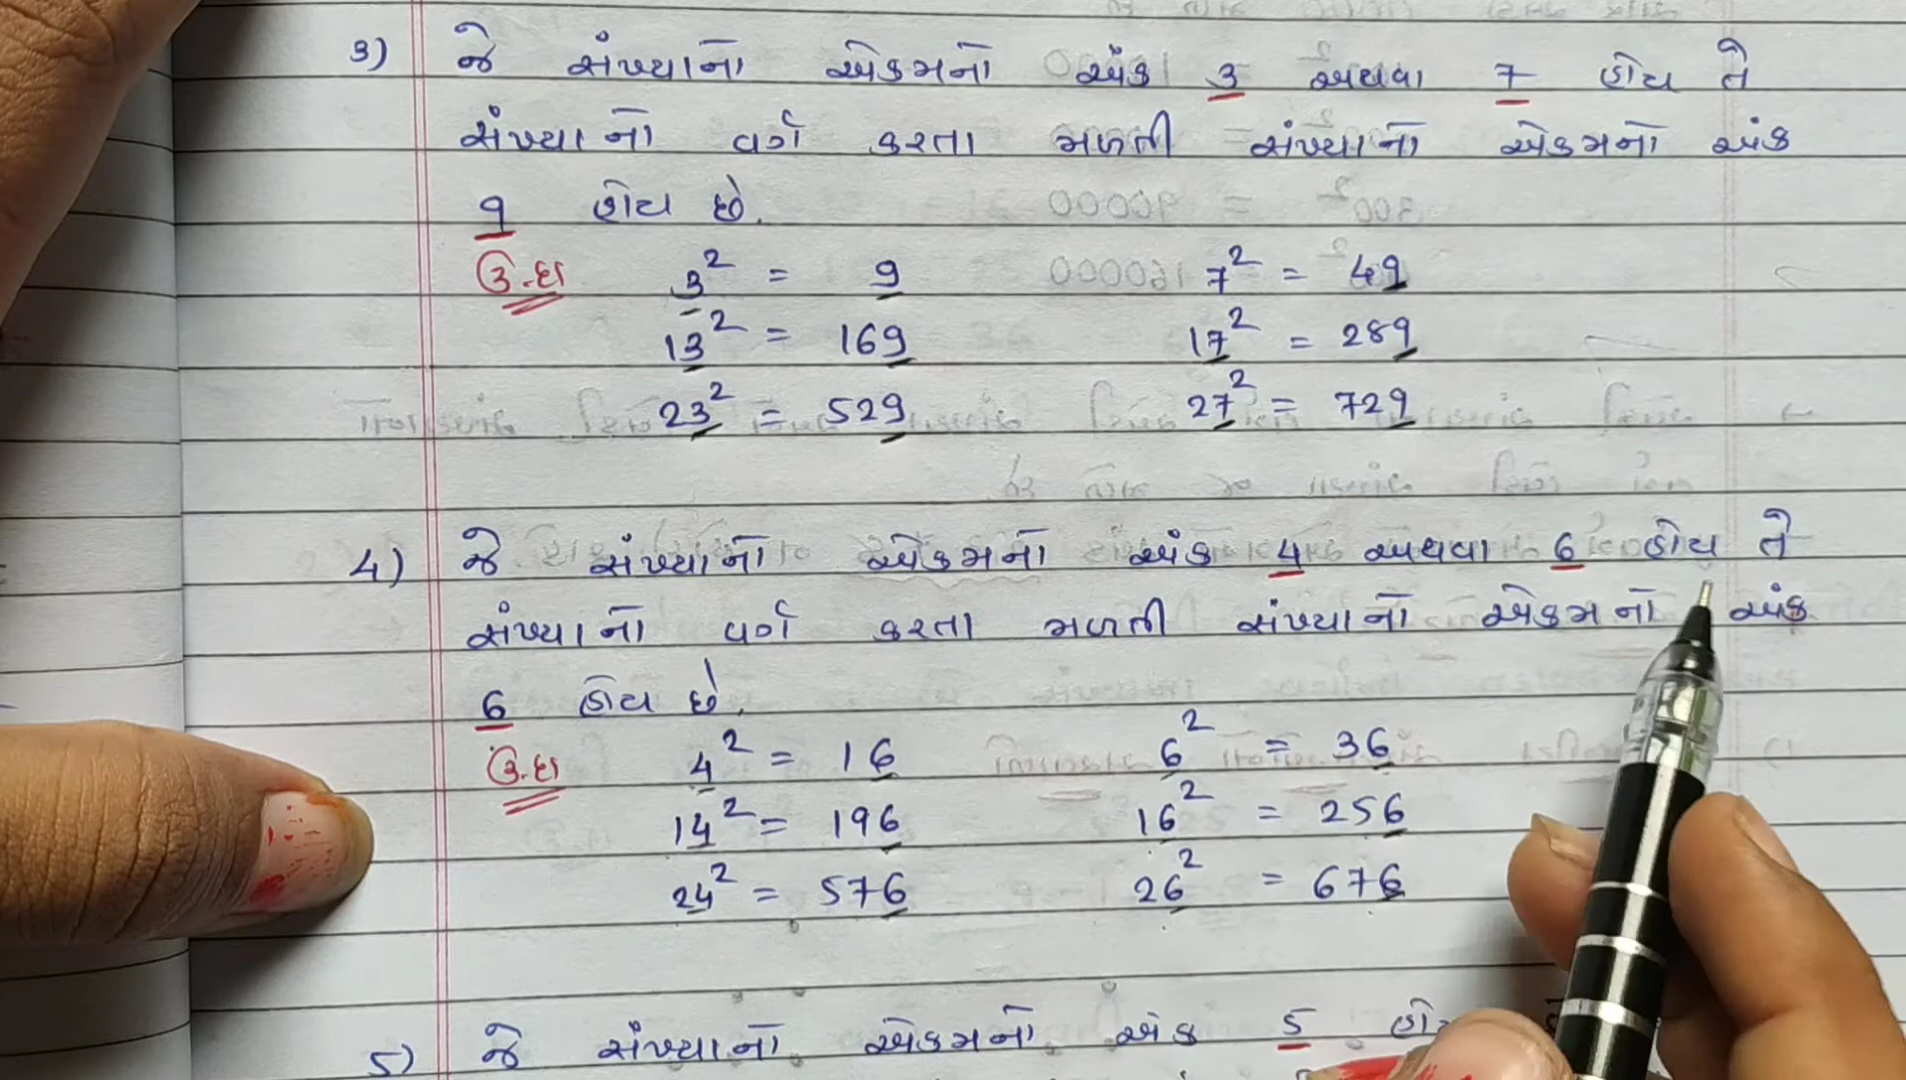 3) જે સંખ્યાનો એકમનો અંક 3 અથવા 7 હોય તે
સંખ્યાનો વર્ગ કરતા મળતી સંખ્યાનો એકમનો અંક
9 હોય છે.
ઉ.દા 3² = 9 7² = 49
13² = 169 17² = 289
23² = 529 27² = 729
4) જે સંખ્યાનો એકમનો અંક 4 અથવા 6 હોય તે
સંખ્યાનો વર્ગ કરતા મળતી સંખ્યાનો એકમનો અંક
6 હોય છે.
ઉ.દા 4² = 16 6² = 36
14² = 196 16² = 256
24² = 576 26² = 676
5) જે સંખ્યાનો એકમનો અંક 5